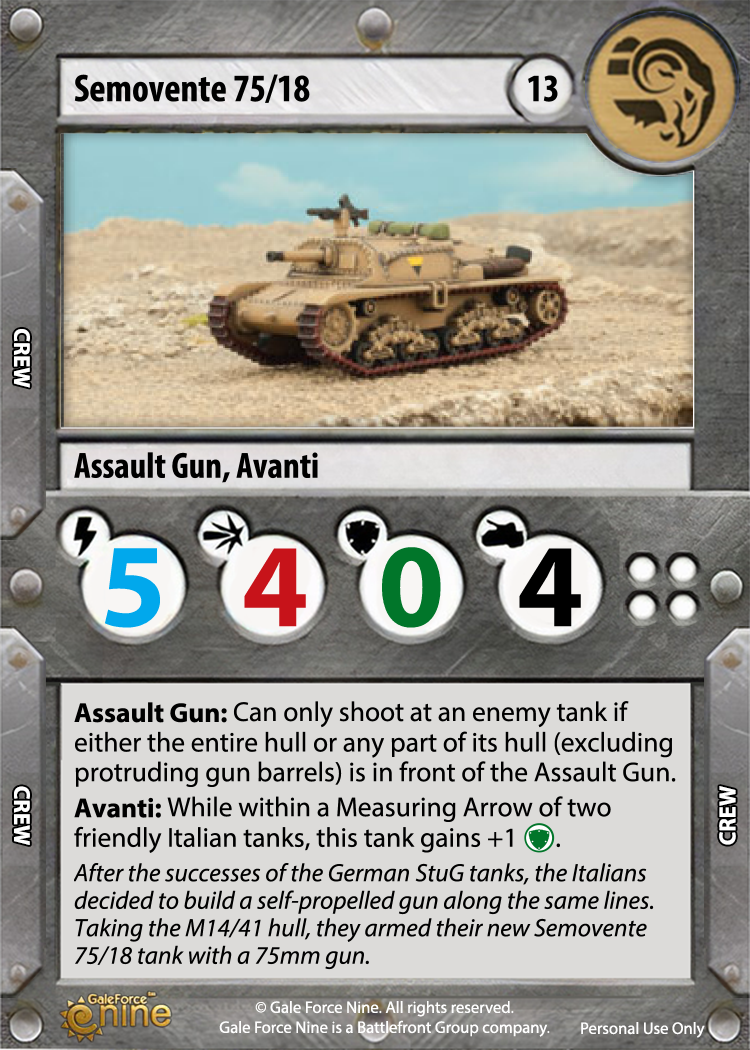 Semovente 75/18
13
CREW
Assault Gun, Avanti
5 4 0 4
Assault Gun: Can only shoot at an enemy tank if
either the entire hull or any part of its hull (excluding
protruding gun barrels) is in front of the Assault Gun.
Avanti: While within a Measuring Arrow of two
friendly Italian tanks, this tank gains +1 .
After the successes of the German StuG tanks, the Italians
decided to build a self-propelled gun along the same lines.
Taking the M14/41 hull, they armed their new Semovente
75/18 tank with a 75mm gun.
CREW
CREW
GaleForce™
nine
© Gale Force Nine. All rights reserved.
Gale Force Nine is a Battlefront Group company.
Personal Use Only